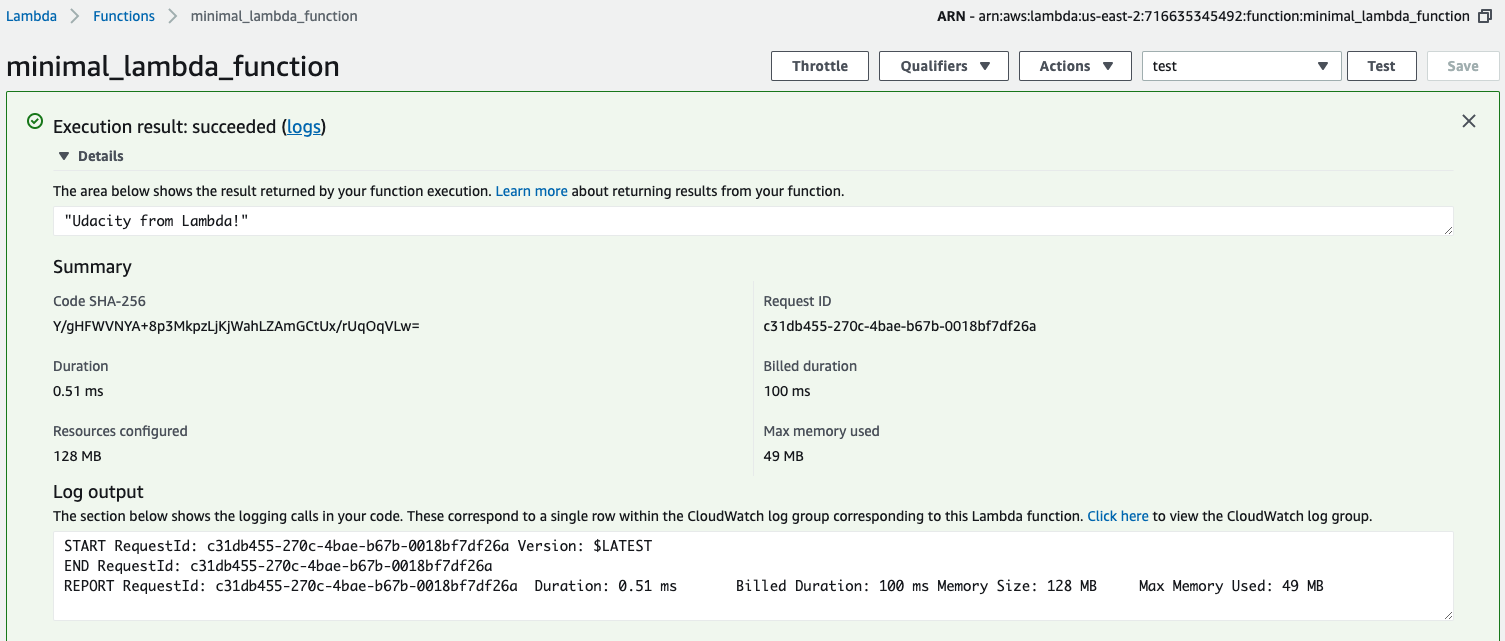 Lambda > Functions > minimal_lambda_function ARN - arn:aws:lambda:us-east-2:716635345492:function:minimal_lambda_function
minimal_lambda_function Throttle Qualifiers Actions test Test Save
Execution result: succeeded (logs)
Details
The area below shows the result returned by your function execution. Learn more about returning results from your function.
"Udacity from Lambda!"
Summary
Code SHA-256
Y/gHFWVNYA+8p3MkpzLjKjWahLZAmGCtUx/rUqOqVLw=
Request ID
c31db455-270c-4bae-b67b-0018bf7df26a
Duration
0.51 ms
Billed duration
100 ms
Resources configured
128 MB
Max memory used
49 MB
Log output
The section below shows the logging calls in your code. These correspond to a single row within the CloudWatch log group corresponding to this Lambda function. Click here to view the CloudWatch log group.
START RequestId: c31db455-270c-4bae-b67b-0018bf7df26a Version: $LATEST
END RequestId: c31db455-270c-4bae-b67b-0018bf7df26a
REPORT RequestId: c31db455-270c-4bae-b67b-0018bf7df26a Duration: 0.51 ms Billed Duration: 100 ms Memory Size: 128 MB Max Memory Used: 49 MB